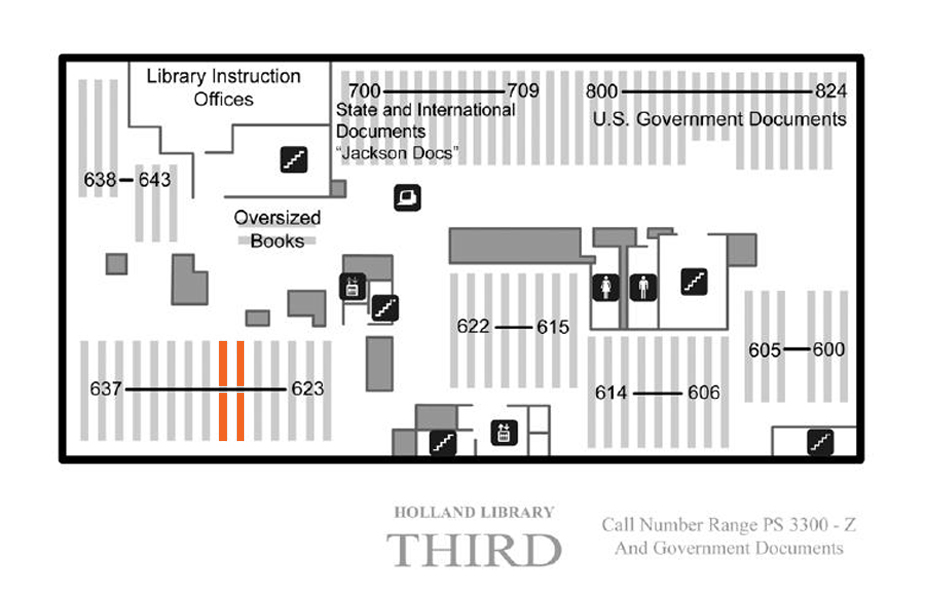 Library Instruction
Offices
700 709
State and International
Documents
“Jackson Docs”
800 824
U.S. Government Documents
638 643
Oversized
Books
622 615
605 600
637 623
614 606
HOLLAND LIBRARY
THIRD
Call Number Range PS 3300 - Z
And Government Documents